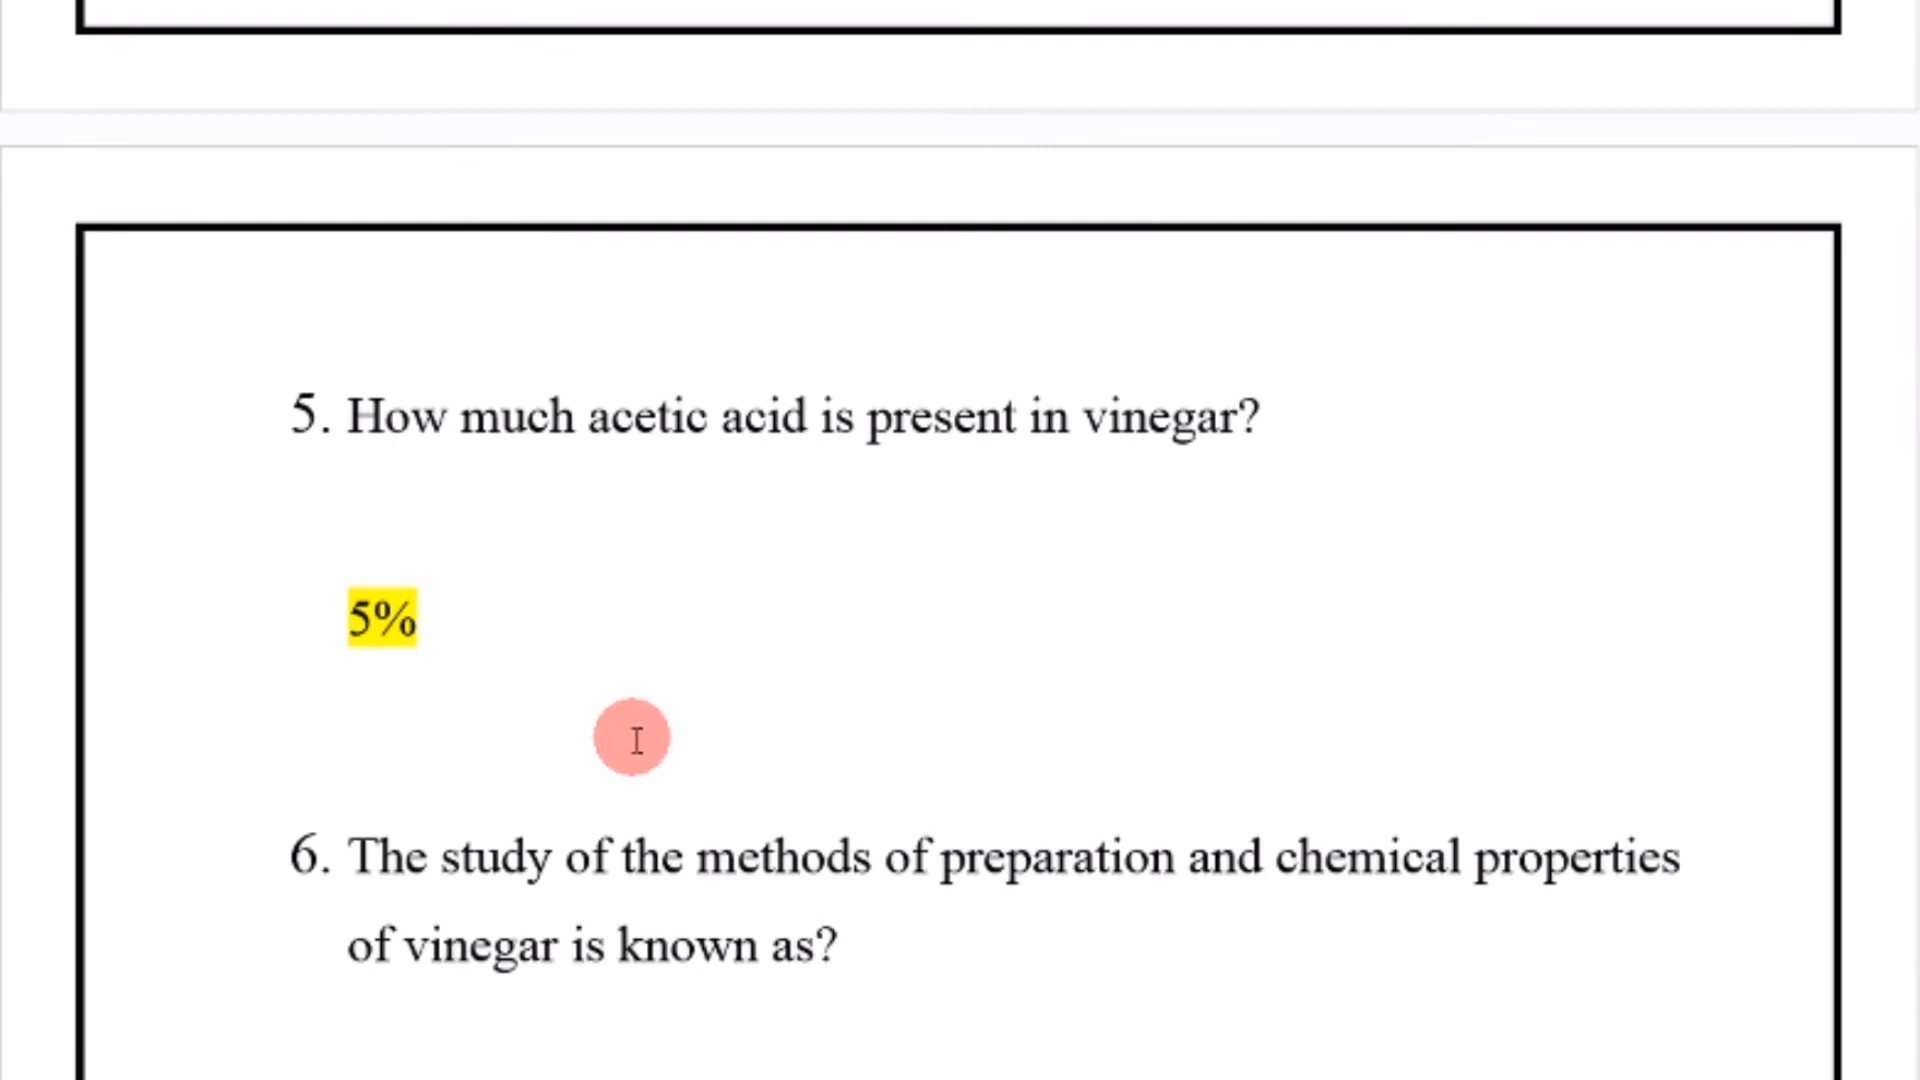 5. How much acetic acid is present in vinegar?
5%
6. The study of the methods of preparation and chemical properties
of vinegar is known as?